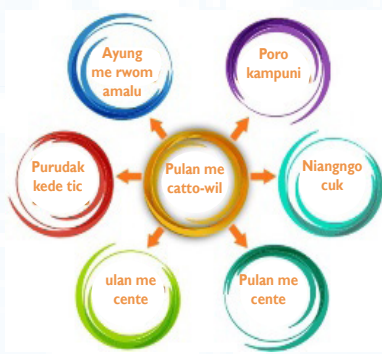 Ayung
me rwom
amalu
Poro
kampuni
Purudak
kede tic
Pulan me
catto-wil
Niangngo
cuk
ulan me
cente
Pulan me
cente